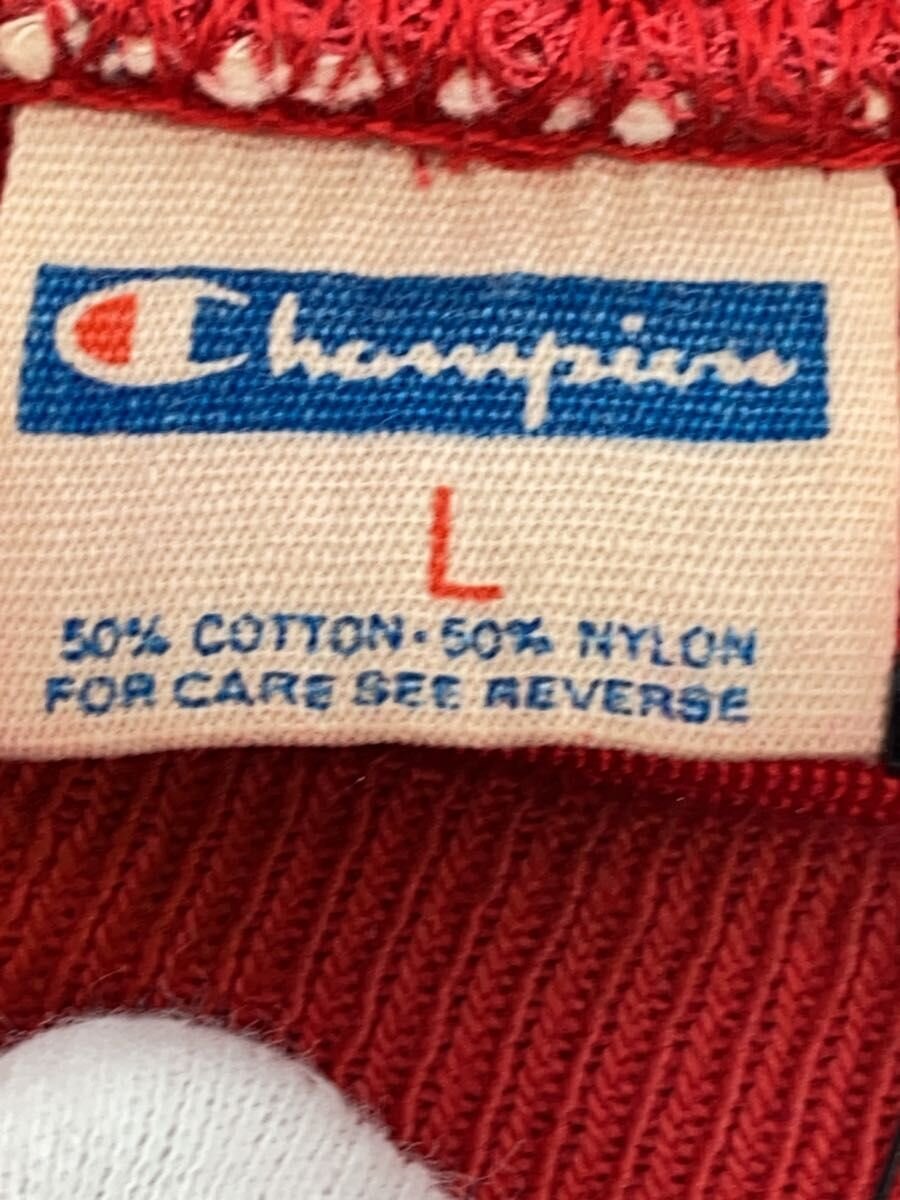 Champion
L
50% COTTON·50% NYLON
FOR CARE SEE REVERSE